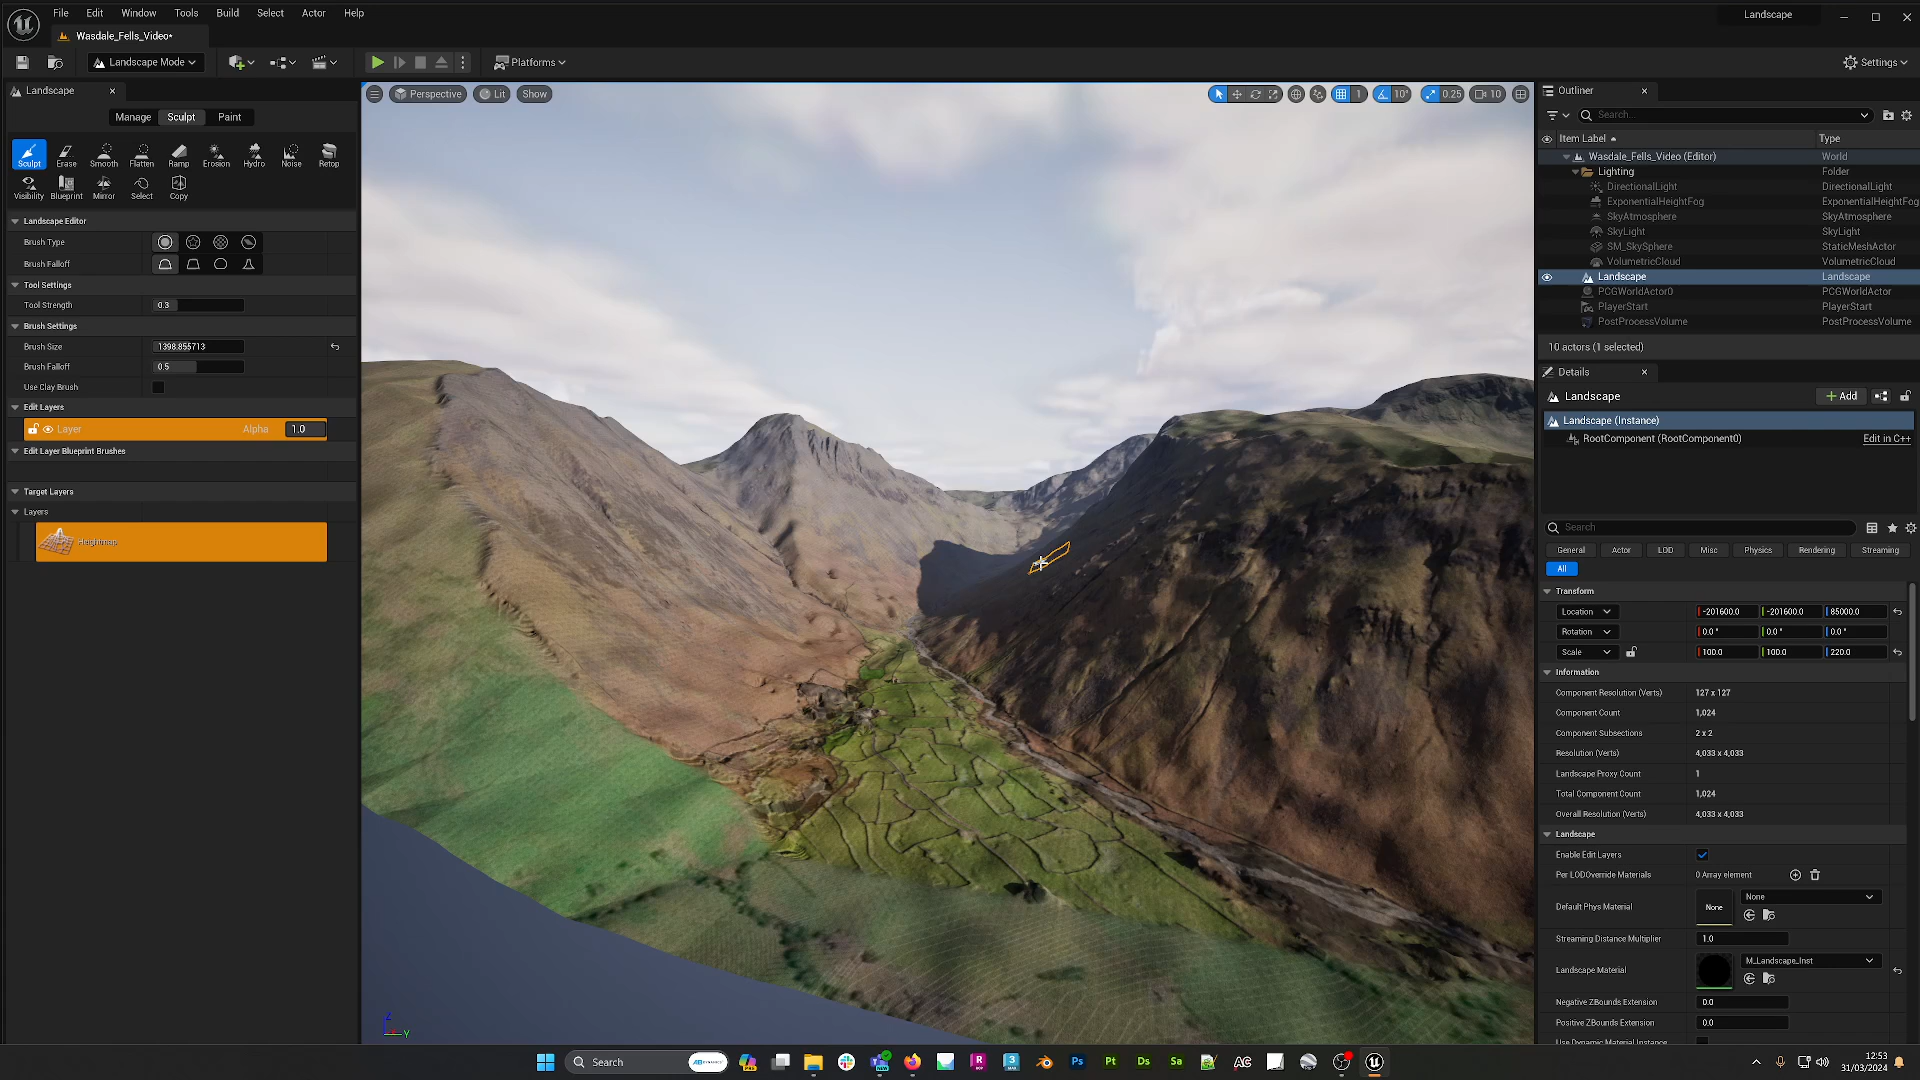 File Edit Window Tools Build Select Actor Help
Landscape
Wasdale_Fells_Video•
Landscape Mode
Platforms
Settings
Landscape
Manage Sculpt Paint
Sculpt Erase Smooth Flatten Ramp Erosion Hydro Noise Retop
Visibility Blueprint Mirror Select Copy
Landscape Editor
Brush Type
Brush Falloff
Tool Settings
Tool Strength 0.3
Brush Settings
Brush Size 1398.855713
Brush Falloff 0.5
Use Clay Brush
Edit Layers
Layer Alpha 1.0
Edit Layer Blueprint Brushes
Target Layers
Layers
Heightmap
Perspective Lit Show
1 10° 0.25 10
Z
Y
Outliner
Search...
Item Label Type
Wasdale_Fells_Video (Editor) World
Lighting Folder
DirectionalLight DirectionalLight
ExponentialHeightFog ExponentialHeightFog
SkyAtmosphere SkyAtmosphere
SkyLight SkyLight
SM_SkySphere StaticMeshActor
VolumetricCloud VolumetricCloud
Landscape Landscape
PCGWorldActor0 PCGWorldActor
PlayerStart PlayerStart
PostProcessVolume PostProcessVolume
10 actors (1 selected)
Details
Landscape
Add
Landscape (Instance)
RootComponent (RootComponent0) Edit in C++
Search
General Actor LOD Misc Physics Rendering Streaming
All
Transform
Location -201600.0 -201600.0 85000.0
Rotation 0.0° 0.0° 0.0°
Scale 100.0 100.0 220.0
Information
Component Resolution (Verts) 127 x 127
Component Count 1,024
Component Subsections 2 x 2
Resolution (Verts) 4,033 x 4,033
Landscape Proxy Count 1
Total Component Count 1,024
Overall Resolution (Verts) 4,033 x 4,033
Landscape
Enable Edit Layers
Per LODOverride Materials 0 Array element
Default Phys Material None None
Streaming Distance Multiplier 1.0
Landscape Material M_Landscape_Inst
Negative ZBounds Extension 0.0
Positive ZBounds Extension 0.0
Use Dynamic Material Instance
Search
Ps Pt Ds Sa AC
12:53
31/03/2024